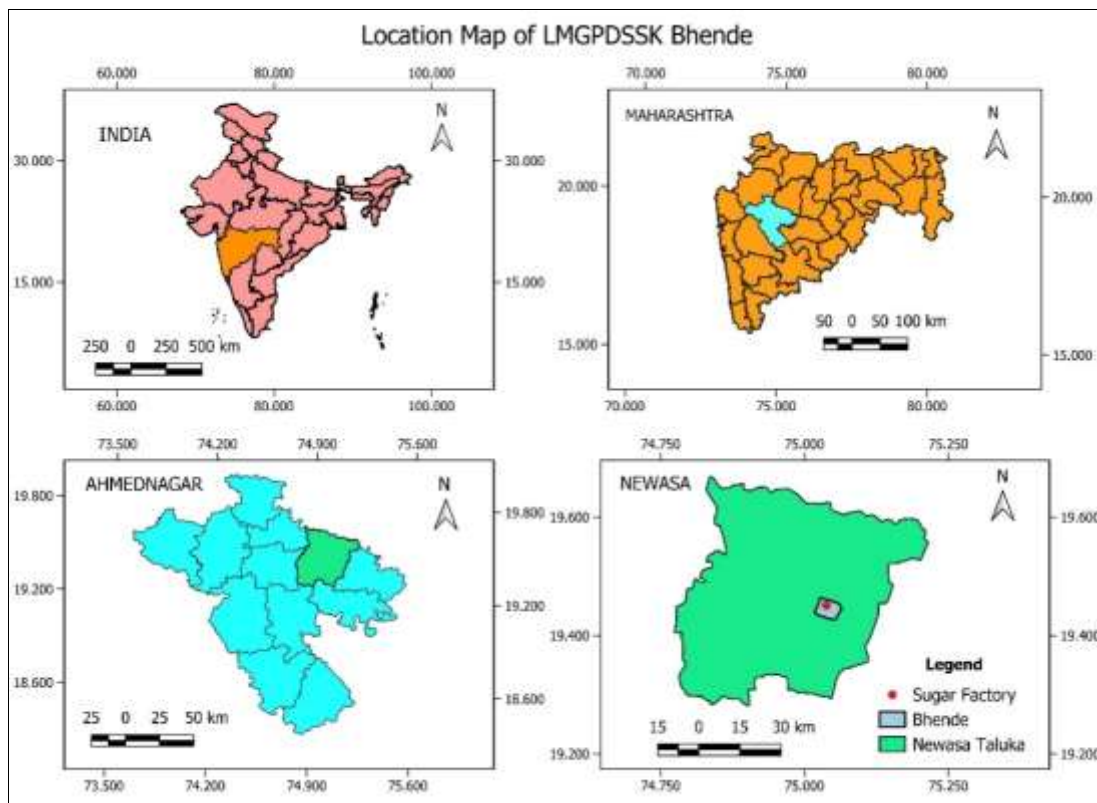 Location Map of LMGPDSSK Bhende
60.000 80.000 100.000
INDIA
N
30.000 30.000
15.000 15.000
250 0 250 500 km
60.000 80.000 100.000
70.000 75.000 80.000
MAHARASHTRA
N
20.000 20.000
50 0 50 100 km
15.000 15.000
70.000 75.000 80.000
73.500 74.200 74.900 75.600
AHMEDNAGAR
N
19.800 19.800
19.200 19.200
18.600 18.600
25 0 25 50 km
73.500 74.200 74.900 75.600
74.750 75.000 75.250
NEWASA
N
19.600 19.600
19.400 19.400
Legend
Sugar Factory
Bhende
Newasa Taluka
15 0 15 30 km
19.200 19.200
74.750 75.000 75.250